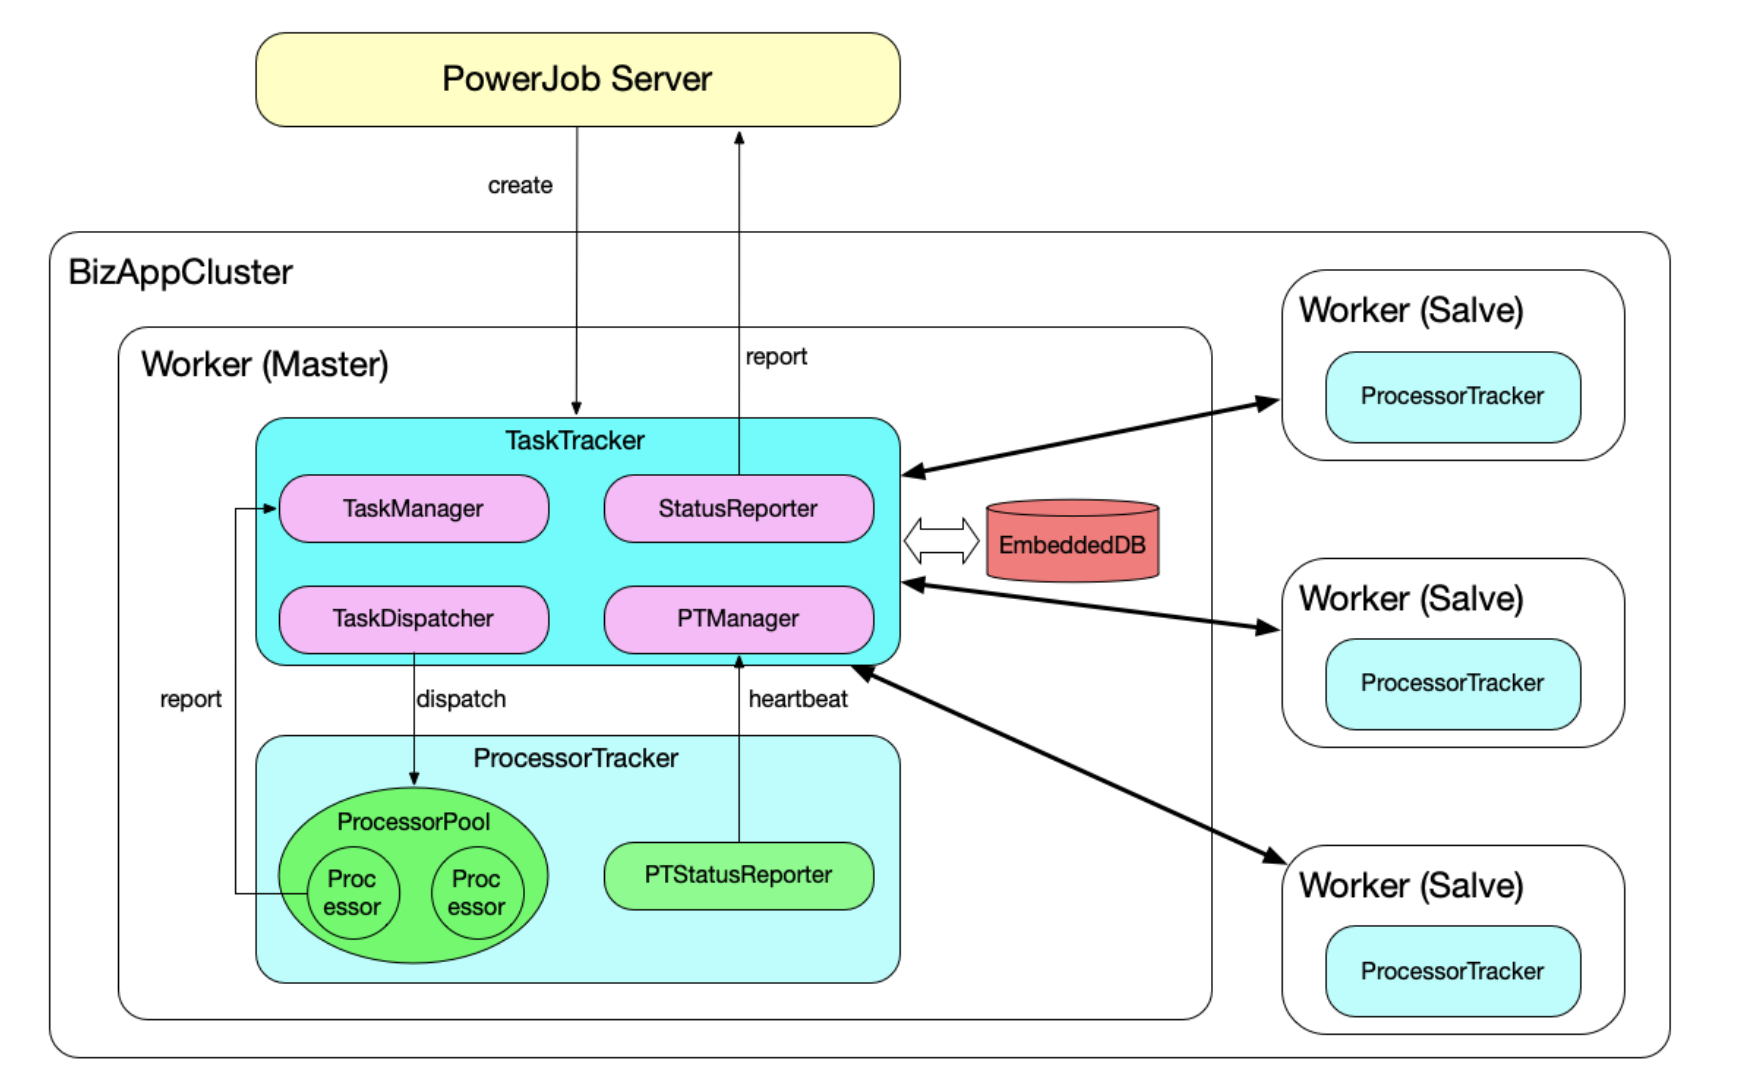 PowerJob Server
create
BizAppCluster
Worker (Master)
report
TaskTracker
TaskManager
StatusReporter
TaskDispatcher
PTManager
EmbeddedDB
report
dispatch
heartbeat
ProcessorTracker
ProcessorPool
Proc
essor
Proc
essor
PTStatusReporter
Worker (Salve)
ProcessorTracker
Worker (Salve)
ProcessorTracker
Worker (Salve)
ProcessorTracker